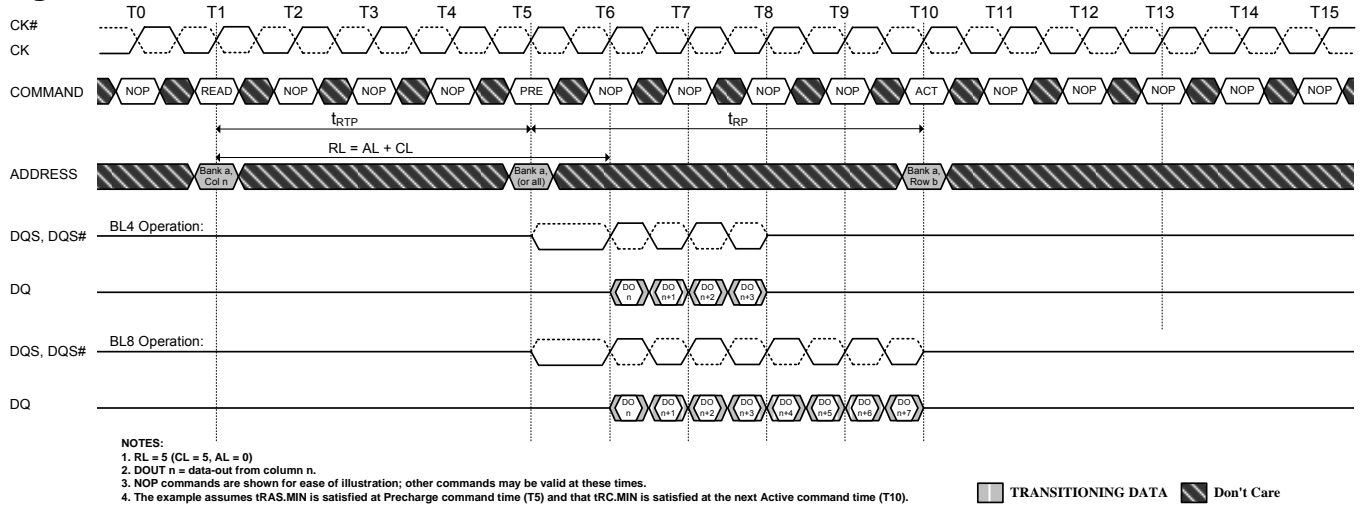 T0 T1 T2 T3 T4 T5 T6 T7 T8 T9 T10 T11 T12 T13 T14 T15
CK#
CK
COMMAND NOP READ NOP NOP NOP PRE NOP NOP NOP NOP ACT NOP NOP NOP NOP NOP
tRTP tRP
RL = AL + CL
ADDRESS
Bank a, Col n
Bank a, (or all)
Bank a, Row b
BL4 Operation:
DQS, DQS#
DQ
DO n DO n+1 DO n+2 DO n+3
BL8 Operation:
DQS, DQS#
DQ
DO n DO n+1 DO n+2 DO n+3 DO n+4 DO n+5 DO n+6 DO n+7
NOTES:
1. RL = 5 (CL = 5, AL = 0)
2. DOUT n = data-out from column n.
3. NOP commands are shown for ease of illustration; other commands may be valid at these times.
4. The example assumes tRAS.MIN is satisfied at Precharge command time (T5) and that tRC.MIN is satisfied at the next Active command time (T10).
TRANSITIONING DATA Don't Care